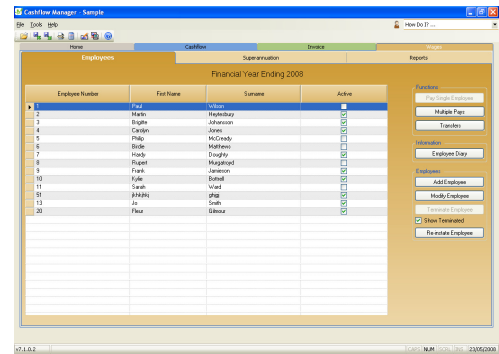 Cashflow Manager - Sample
File Tools Help
How Do I? ...
Home Cashflow Invoice Wages
Employees Superannuation Reports
Financial Year Ending 2008
Employee Number First Name Surname Active
1 Paul Wilson
2 Martin Heytesbury
3 Brigitte Johansson
4 Carolyn Jones
5 Philip McCready
6 Birdie Matthews
7 Hardy Doughty
8 Rupert Murgatroyd
9 Frank Jamieson
10 Kylie Botnell
11 Sarah Ward
51 ghgg
13 Jo Smith
20 Fleur Gilmour
Functions
Pay Single Employee
Multiple Pays
Transfers
Information
Employee Diary
Employees
Add Employee
Modify Employee
Terminate Employee
Show Terminated
Re-instate Employee
v7.1.0.2
CAPS NUM SCRL INS 23/05/2008